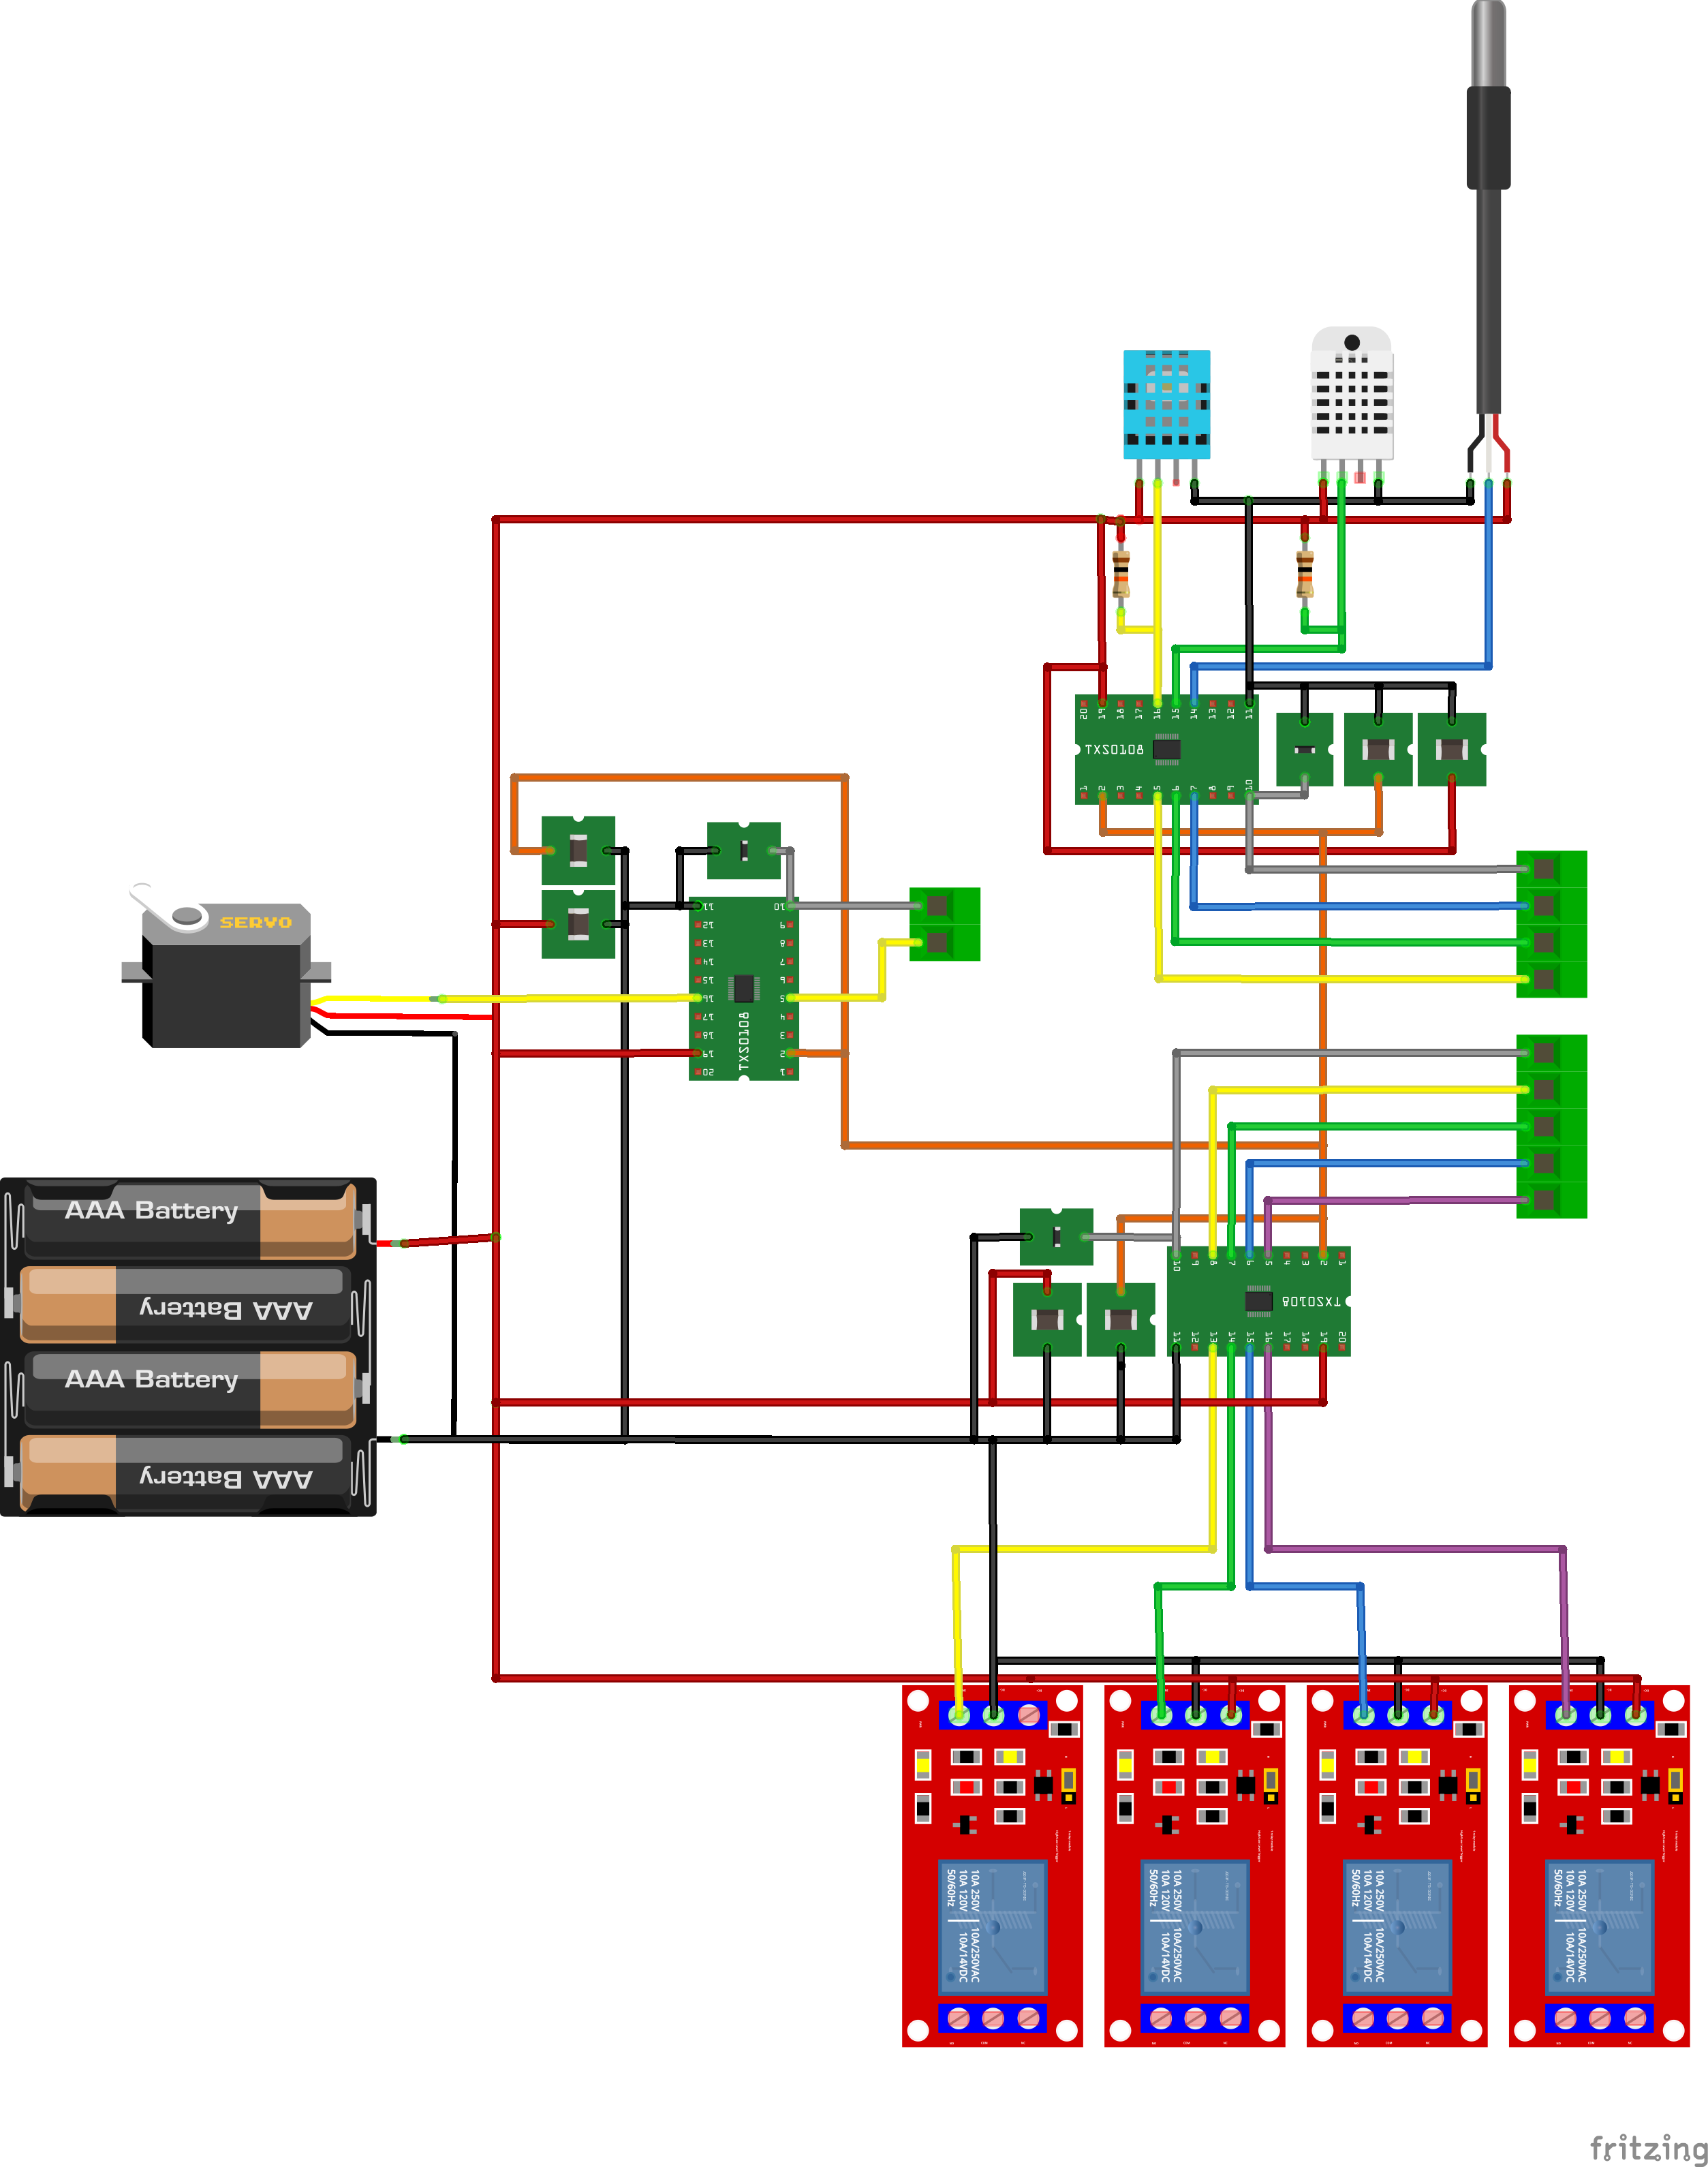 20 19 18 17 16 15 14 13 12 11
TXS0108
1 2 3 4 5 6 7 8 9 10
SERVO
11 10
12 9
13 8
14 7
15 6
16 5
17 4
18 3
19 2
20 1
TXS0108
AAA Battery
AAA Battery
AAA Battery
AAA Battery
10 9 8 7 6 5 4 3 2 1
TXS0108
11 12 13 14 15 16 17 18 19 20
10A 250V 10A/250VAC
10A 120V 10A/14VDC
50/60Hz
10A 250V 10A/250VAC
10A 120V 10A/14VDC
50/60Hz
10A 250V 10A/250VAC
10A 120V 10A/14VDC
50/60Hz
10A 250V 10A/250VAC
10A 120V 10A/14VDC
50/60Hz
fritzing